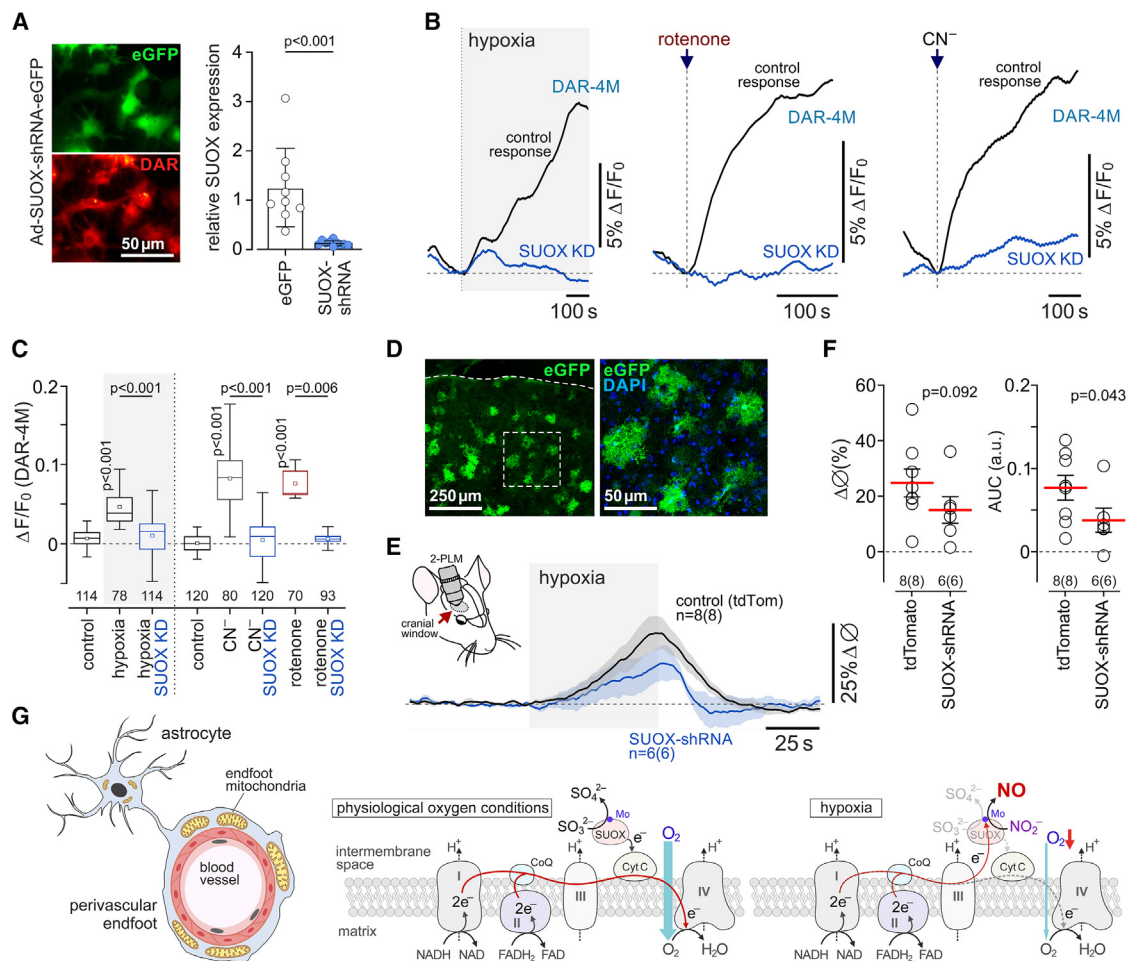 A
Ad-SUOX-shRNA-eGFP
eGFP
DAR
50 µm
relative SUOX expression
p<0.001
4
3
2
1
0
eGFP
SUOX-
shRNA
B
hypoxia
DAR-4M
control
response
SUOX KD
5% ΔF/F₀
100 s
rotenone
control
response
DAR-4M
SUOX KD
5% ΔF/F₀
100 s
CN⁻
control
response
DAR-4M
SUOX KD
5% ΔF/F₀
100 s
C
ΔF/F₀ (DAR-4M)
0.2
0.1
0
p<0.001
p<0.001
p<0.001
p<0.001
p=0.006
p<0.001
114
78
114
120
80
120
70
93
control
hypoxia
hypoxia
SUOX KD
control
CN⁻
CN⁻
SUOX KD
rotenone
rotenone
SUOX KD
D
eGFP
250 µm
eGFP
DAPI
50 µm
E
2-PLM
cranial
window
hypoxia
control (tdTom)
n=8(8)
SUOX-shRNA
n=6(6)
25% Δ∅
25 s
F
Δ∅(%)
60
40
20
0
p=0.092
8(8)
6(6)
tdTomato
SUOX-shRNA
AUC (a.u.)
0.2
0.1
0
p=0.043
8(8)
6(6)
tdTomato
SUOX-shRNA
G
astrocyte
endfoot
mitochondria
blood
vessel
perivascular
endfoot
physiological oxygen conditions
SO₄²⁻
Mo
SO₃²⁻
SUOX
e⁻
O₂
intermembrane
space
H⁺
H⁺
H⁺
CoQ
Cyt C
I
III
IV
2e⁻
2e⁻
II
e⁻
matrix
NADH
NAD
FADH₂
FAD
O₂
H₂O
hypoxia
SO₄²⁻
NO
Mo
SO₃²⁻
SUOX
NO₂⁻
e⁻
O₂
H⁺
H⁺
H⁺
CoQ
Cyt C
I
III
IV
2e⁻
2e⁻
II
e⁻
NADH
NAD
FADH₂
FAD
O₂
H₂O